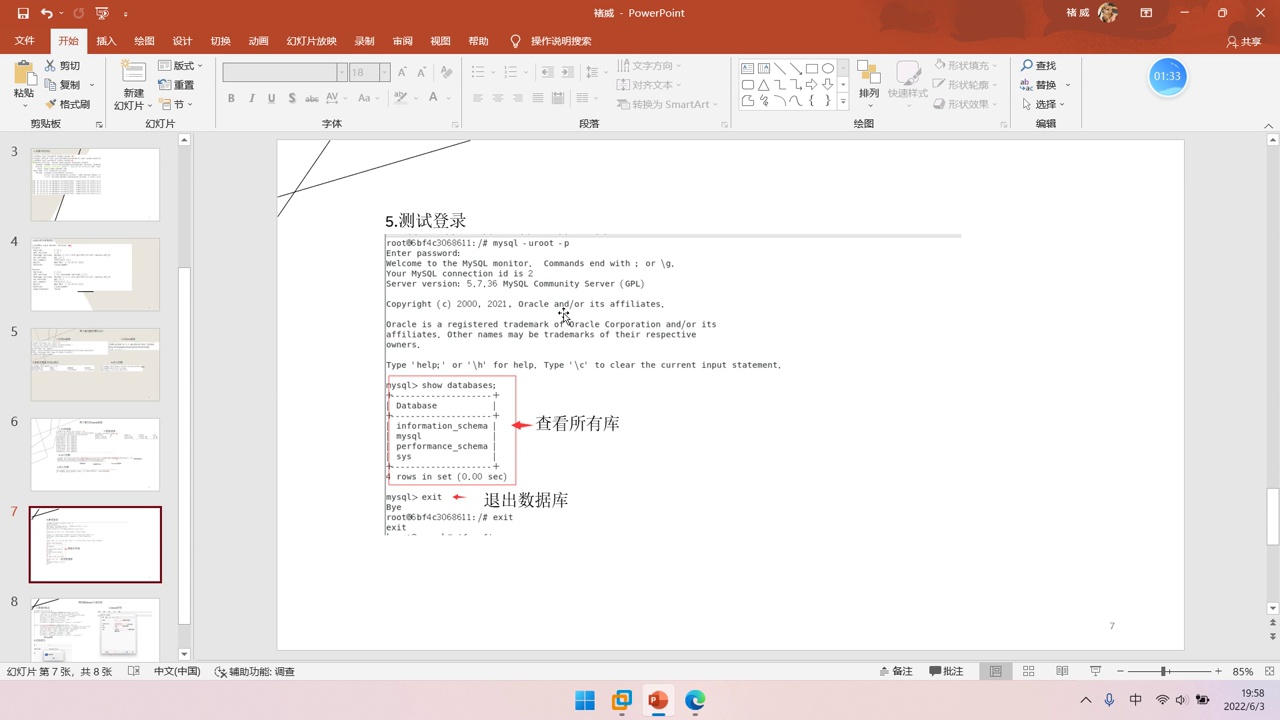 褚威 - PowerPoint
褚 威
文件 开始 插入 绘图 设计 切换 动画 幻灯片放映 录制 审阅 视图 帮助 操作说明搜索 共享
粘贴 剪切 复制 格式刷 剪贴板
新建 幻灯片 版式 重置 节 幻灯片
18 字体
文字方向 对齐文本 转换为 SmartArt 段落
排列 快速样式 形状填充 形状轮廓 形状效果 绘图
查找 替换 选择 编辑
01:33
3
4
5
6
7
8
5.测试登录
root@6bf4c3068611:/# mysql -uroot -p
Enter password:
Welcome to the MySQL monitor.  Commands end with ; or \g.
Your MySQL connection id is 2
Server version: 5.7.36 MySQL Community Server (GPL)
Copyright (c) 2000, 2021, Oracle and/or its affiliates.
Oracle is a registered trademark of Oracle Corporation and/or its
affiliates. Other names may be trademarks of their respective
owners.
Type 'help;' or '\h' for help. Type '\c' to clear the current input statement.
mysql> show databases;
+--------------------+
| Database           |
+--------------------+
| information_schema
| mysql
| performance_schema
| sys
+--------------------+
4 rows in set (0.00 sec)
查看所有库
mysql> exit
退出数据库
Bye
root@6bf4c3068611:/# exit
exit
7
幻灯片 第 7 张，共 8 张 中文(中国) 辅助功能: 调查 备注 批注 85%
中
19:58
2022/6/3